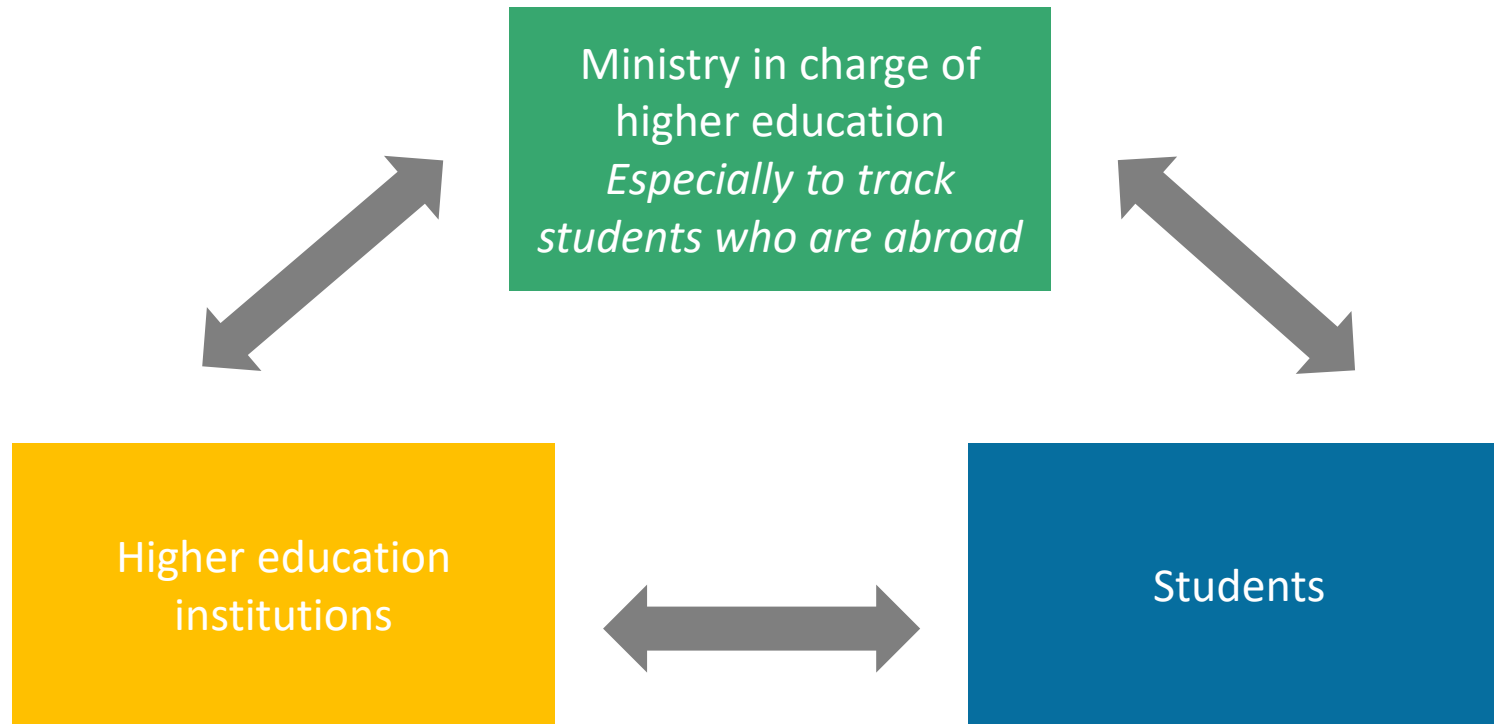 Ministry in charge of
higher education
Especially to track
students who are abroad
Higher education
institutions
Students